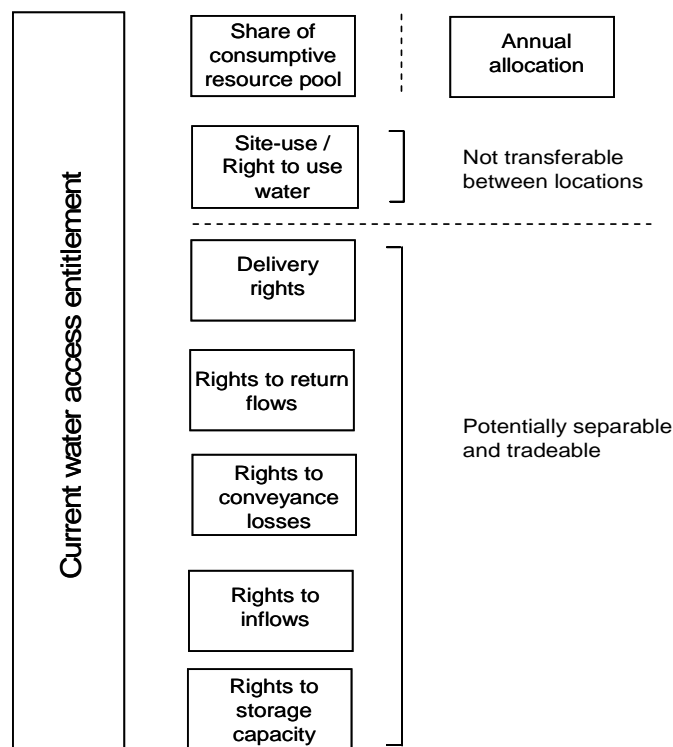 Current water access entitlement
Share of
consumptive
resource pool
Annual
allocation
Site-use /
Right to use
water
Not transferable
between locations
Delivery
rights
Rights to return
flows
Potentially separable
and tradeable
Rights to
conveyance
losses
Rights to
inflows
Rights to
storage
capacity